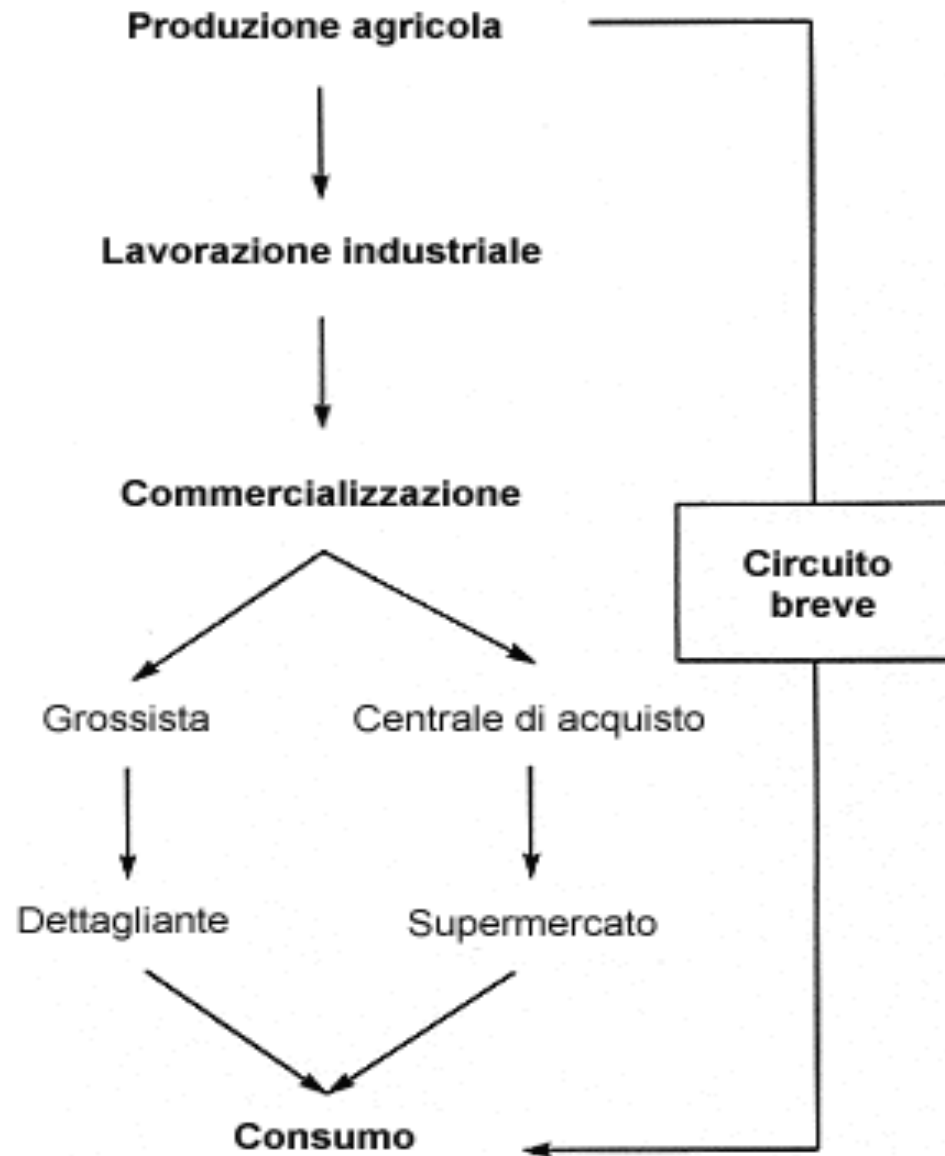 Produzione agricola
Lavorazione industriale
Commercializzazione
Circuito
breve
Grossista
Centrale di acquisto
Dettagliante
Supermercato
Consumo